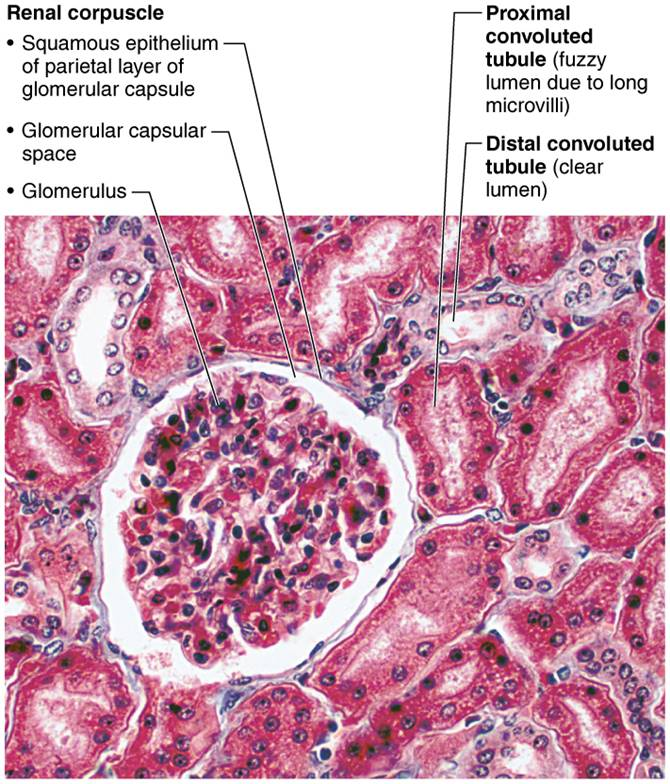 Renal corpuscle
• Squamous epithelium
of parietal layer of
glomerular capsule
• Glomerular capsular
space
• Glomerulus
Proximal
convoluted
tubule (fuzzy
lumen due to long
microvilli)
Distal convoluted
tubule (clear
lumen)